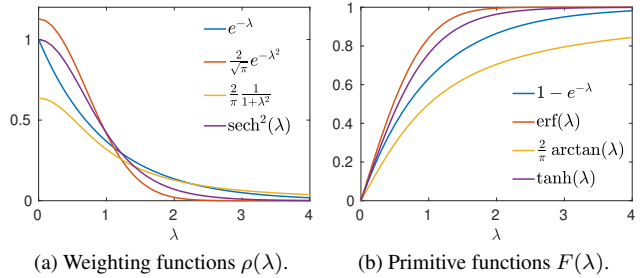 1
0.5
0
0 1 2 3 4
λ
e^{-λ}
\frac{2}{\sqrt{π}} e^{-λ^2}
\frac{2}{π} \frac{1}{1+λ^2}
sech^2(λ)
(a) Weighting functions ρ(λ).
1
0.8
0.6
0.4
0.2
0
0 1 2 3 4
λ
1 − e^{-λ}
erf(λ)
\frac{2}{π} arctan(λ)
tanh(λ)
(b) Primitive functions F(λ).